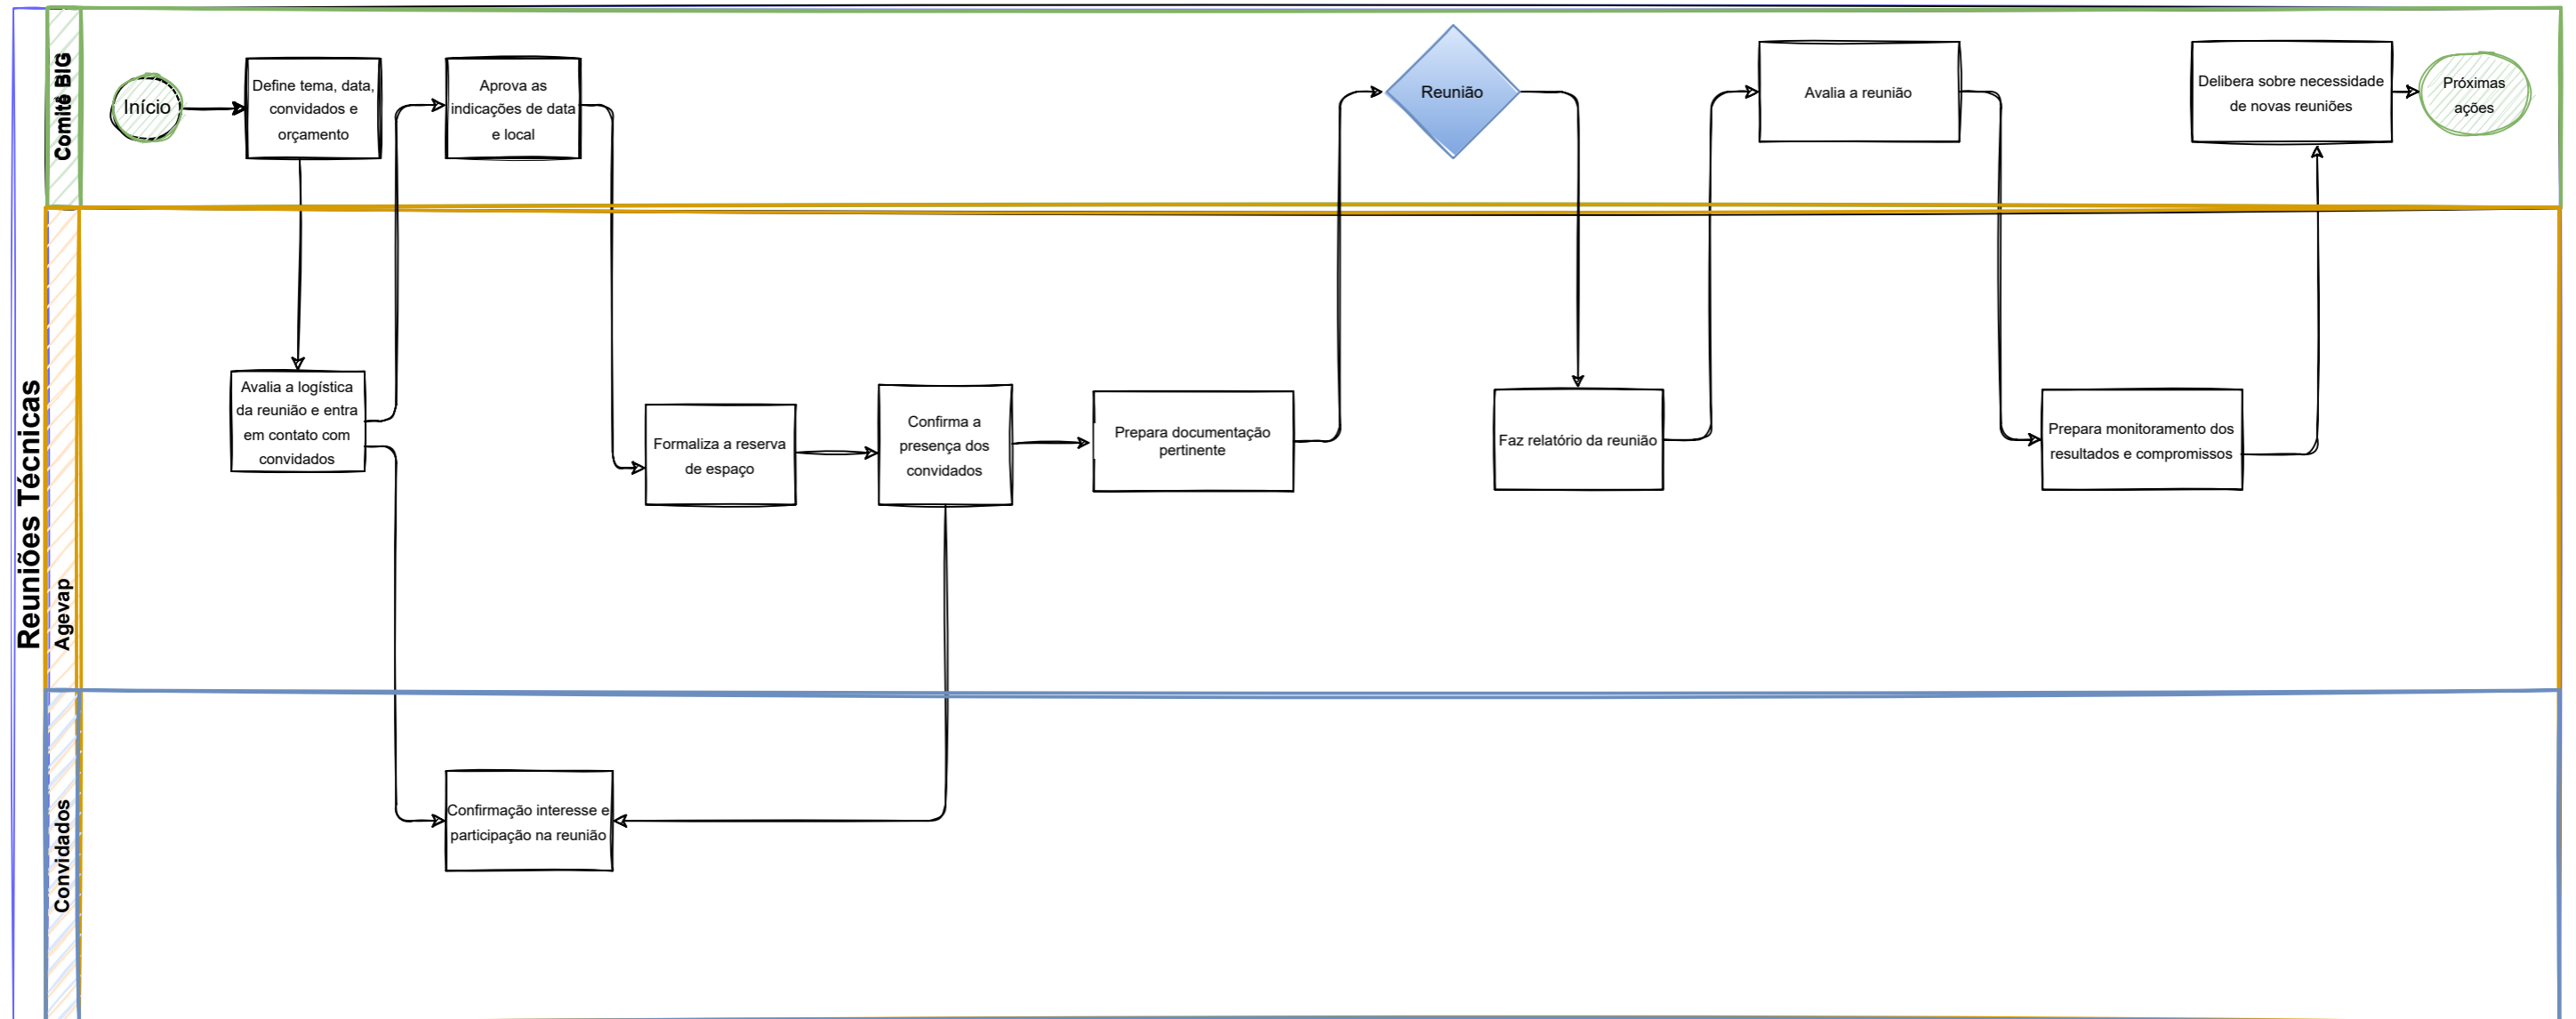 Reuniões Técnicas
Comitê BIG
Início
Define tema, data,
convidados e
orçamento
Aprova as
indicações de data
e local
Reunião
Avalia a reunião
Delibera sobre necessidade
de novas reuniões
Próximas
ações
Agevap
Avalia a logística
da reunião e entra
em contato com
convidados
Formaliza a reserva
de espaço
Confirma a
presença dos
convidados
Prepara documentação
pertinente
Faz relatório da reunião
Prepara monitoramento dos
resultados e compromissos
Convidados
Confirmação interesse e
participação na reunião